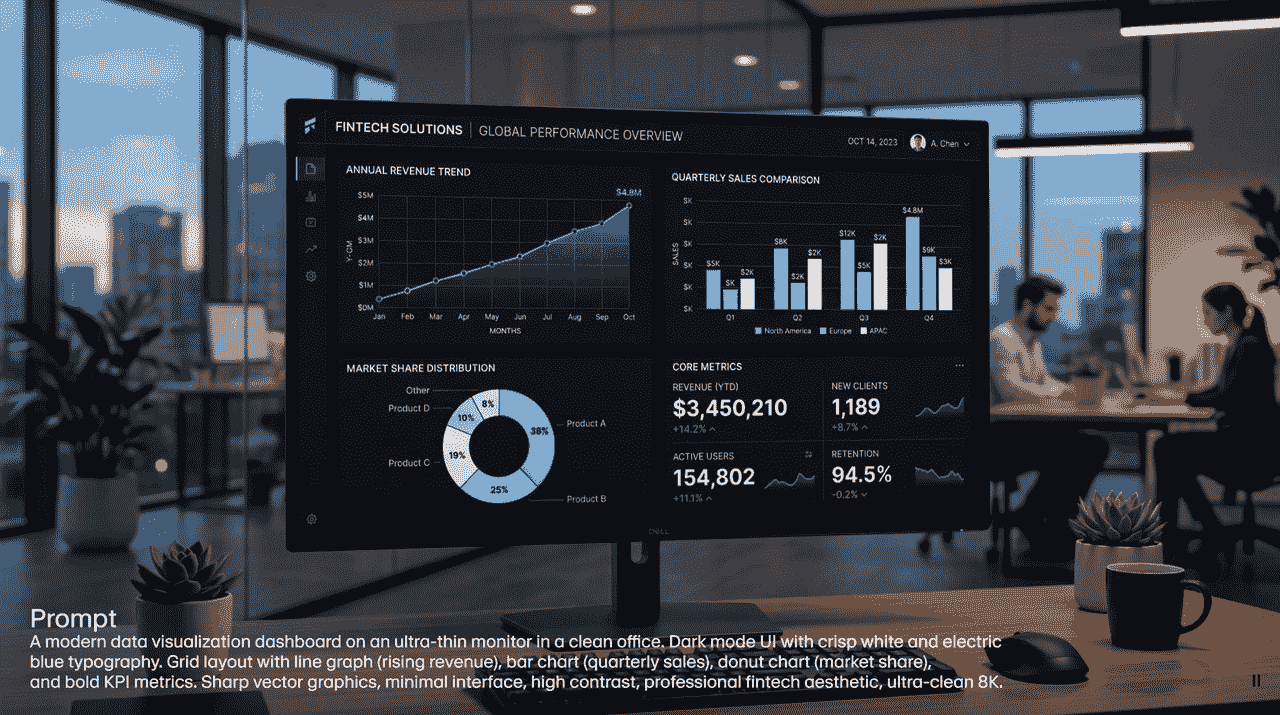 FINTECH SOLUTIONS | GLOBAL PERFORMANCE OVERVIEW
OCT 14, 2023
A. Chen
ANNUAL REVENUE TREND
$4.8M
$5M
$4M
$3M
$2M
$1M
$0M
Jan Feb Mar Apr May Jun Jul Aug Sep Oct
MONTHS
QUARTERLY SALES COMPARISON
$K
$K
$K
$K
$K
$K
SALES
$5K $K $2K
$8K $2K $2K
$12K $5K $2K
$4.8M $9K $3K
Q1 Q2 Q3 Q4
North America Europe APAC
MARKET SHARE DISTRIBUTION
Other
Product D
Product C
Product A
Product B
8%
10%
38%
19%
25%
CORE METRICS
REVENUE (YTD)
$3,450,210
+14.2%
NEW CLIENTS
1,189
+8.7%
ACTIVE USERS
154,802
+11.1%
RETENTION
94.5%
-0.2%
DELL
Prompt
A modern data visualization dashboard on an ultra-thin monitor in a clean office. Dark mode UI with crisp white and electric
blue typography. Grid layout with line graph (rising revenue), bar chart (quarterly sales), donut chart (market share),
and bold KPI metrics. Sharp vector graphics, minimal interface, high contrast, professional fintech aesthetic, ultra-clean 8K.